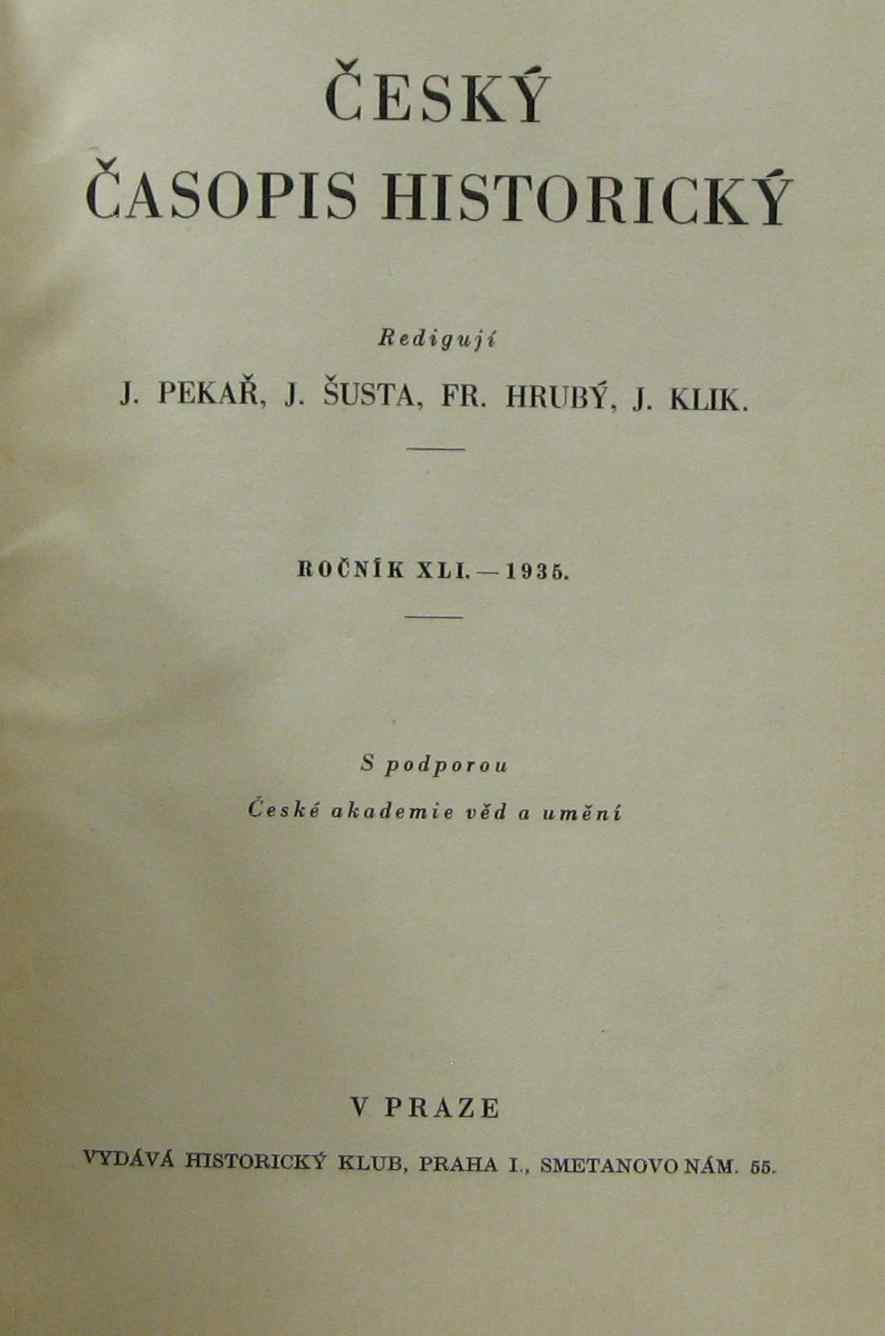 ČESKÝ
ČASOPIS HISTORICKÝ
Redigují
J. PEKAŘ, J. ŠUSTA, FR. HRUBÝ, J. KLIK.
ROČNÍK XLI. — 1935.
S podporou
České akademie věd a umění
V PRAZE
VYDÁVÁ HISTORICKÝ KLUB, PRAHA I., SMETANOVO NÁM. 55.